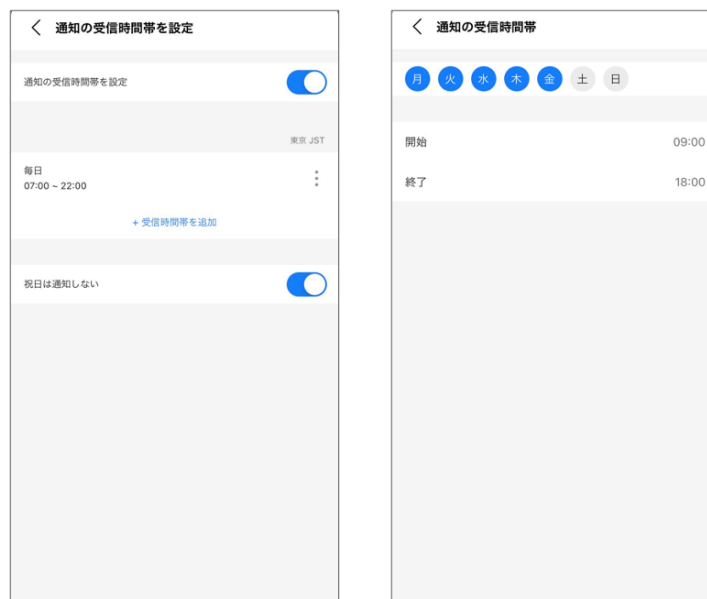 通知の受信時間帯を設定
通知の受信時間帯を設定
東京 JST
毎日
07:00 ~ 22:00
+ 受信時間帯を追加
祝日は通知しない
通知の受信時間帯
月 火 水 木 金 土 日
開始 09:00
終了 18:00